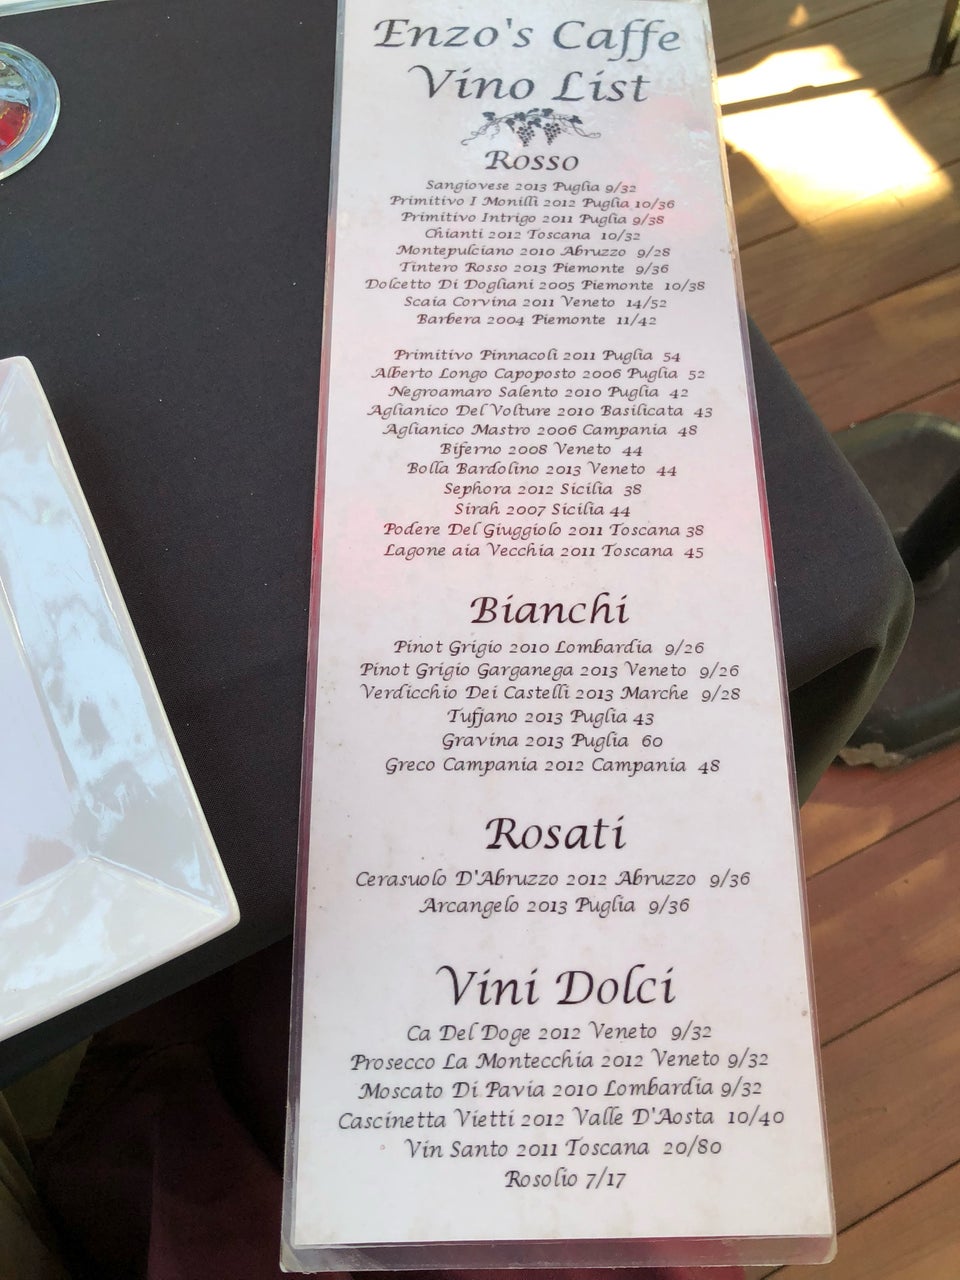 Enzo's Caffe
Vino List
Rosso
Sangiovese 2013 Puglia 9/32
Primitivo I Monilli 2012 Puglia 10/36
Primitivo Intrigo 2011 Puglia 9/38
Chianti 2012 Toscana 10/32
Montepulciano 2010 Abruzzo 9/28
Tintero Rosso 2013 Piemonte 9/36
Dolcetto Di Dogliani 2005 Piemonte 10/38
Scaia Corvina 2011 Veneto 14/52
Barbera 2004 Piemonte 11/42
Primitivo Pinnacoli 2011 Puglia 54
Alberto Longo Capoposto 2006 Puglia 52
Negroamaro Salento 2010 Puglia 42
Aglianico Del Volture 2010 Basilicata 43
Aglianico Mastro 2006 Campania 48
Biferno 2008 Veneto 44
Bolla Bardolino 2013 Veneto 44
Sephora 2012 Sicilia 38
Sirah 2007 Sicilia 44
Podere Del Giuggiolo 2011 Toscana 38
Lagone aia Vecchia 2011 Toscana 45
Bianchi
Pinot Grigio 2010 Lombardia 9/26
Pinot Grigio Garganega 2013 Veneto 9/26
Verdicchio Dei Castelli 2013 Marche 9/28
Tufjano 2013 Puglia 43
Gravina 2013 Puglia 60
Greco Campania 2012 Campania 48
Rosati
Cerasuolo D'Abruzzo 2012 Abruzzo 9/36
Arcangelo 2013 Puglia 9/36
Vini Dolci
Ca Del Doge 2012 Veneto 9/32
Prosecco La Montecchia 2012 Veneto 9/32
Moscato Di Pavia 2010 Lombardia 9/32
Cascinetta Vietti 2012 Valle D'Aosta 10/40
Vin Santo 2011 Toscana 20/80
Rosolio 7/17